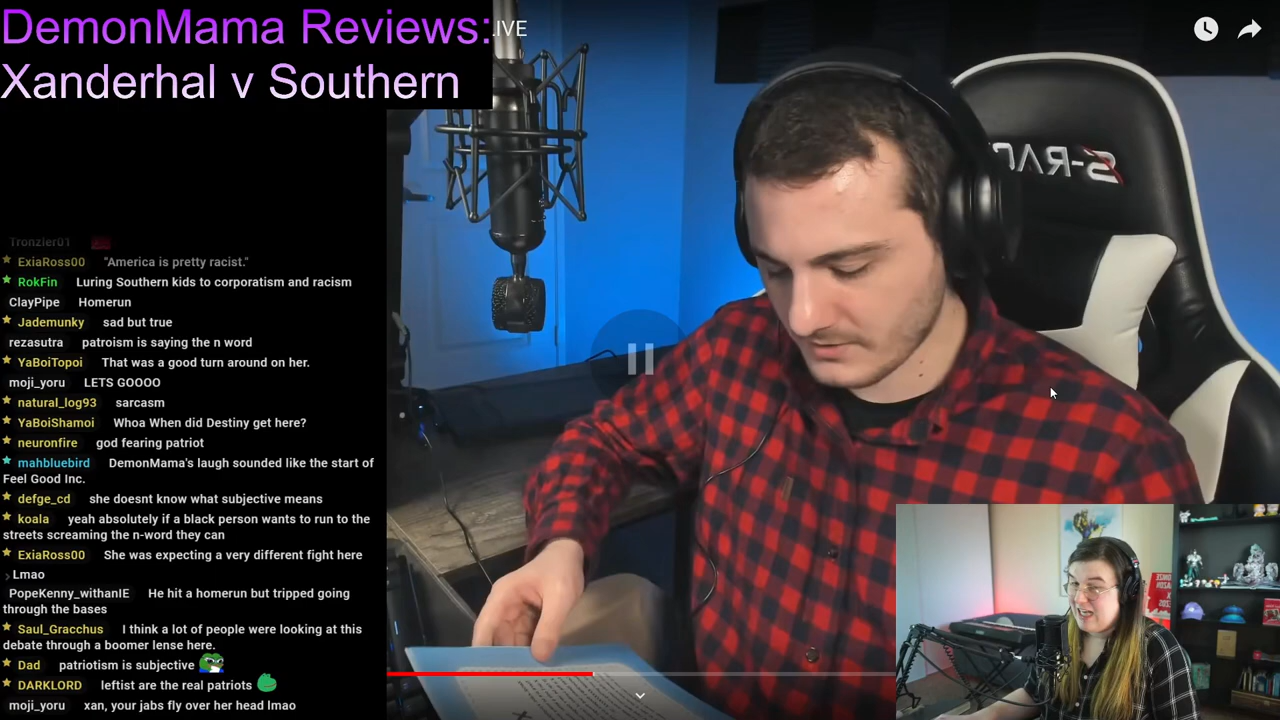 DemonMama Reviews:
Xanderhal v Southern
LIVE
Tronzler01
ExiaRoss00 "America is pretty racist."
RokFin Luring Southern kids to corporatism and racism
ClayPipe Homerun
Jademunky sad but true
rezasutra patroism is saying the n word
YaBoiTopoi That was a good turn around on her.
moji_yoru LETS GOOOO
natural_log93 sarcasm
YaBoiShamoi Whoa When did Destiny get here?
neuronfire god fearing patriot
mahbluebird DemonMama's laugh sounded like the start of
Feel Good Inc.
defge_cd she doesnt know what subjective means
koala yeah absolutely if a black person wants to run to the
streets screaming the n-word they can
ExiaRoss00 She was expecting a very different fight here
Lmao
PopeKenny_withanIE He hit a homerun but tripped going
through the bases
Saul_Gracchus I think a lot of people were looking at this
debate through a boomer lense here.
Dad patriotism is subjective
DARKLORD leftist are the real patriots
moji_yoru xan, your jabs fly over her head lmao